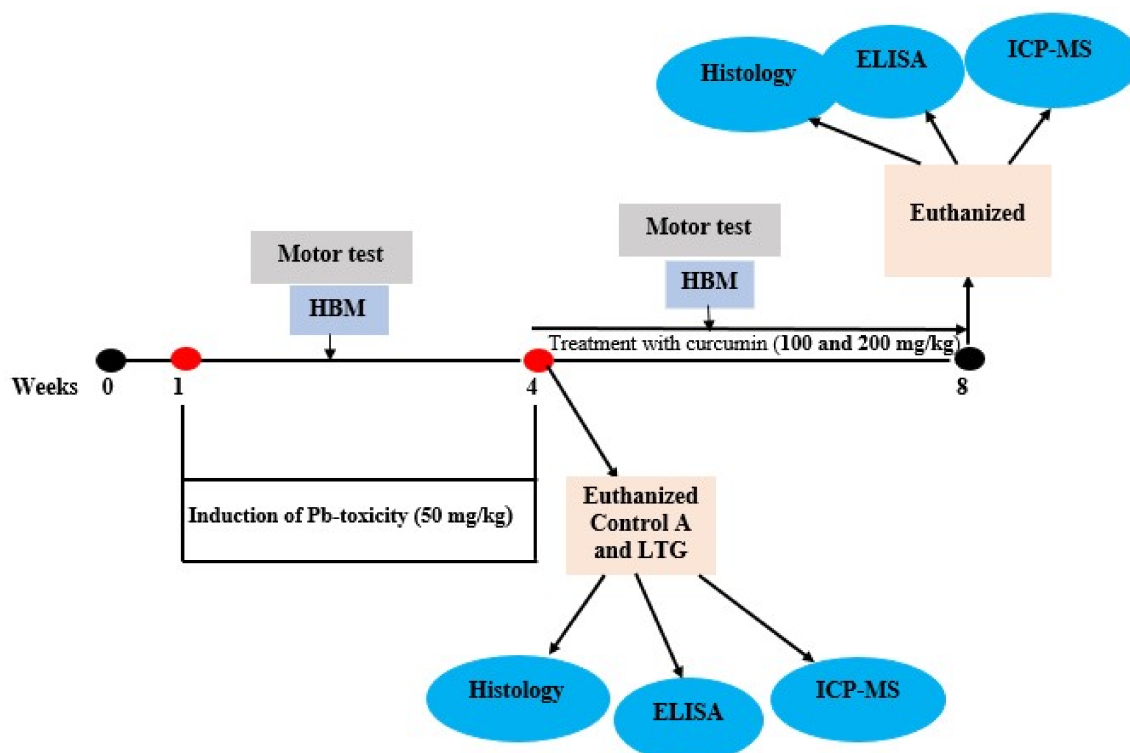 Histology
ELISA
ICP-MS
Euthanized
Motor test
HBM
Motor test
HBM
Treatment with curcumin (100 and 200 mg/kg)
Weeks 0 1 4 8
Induction of Pb-toxicity (50 mg/kg)
Euthanized
Control A
and LTG
Histology
ELISA
ICP-MS